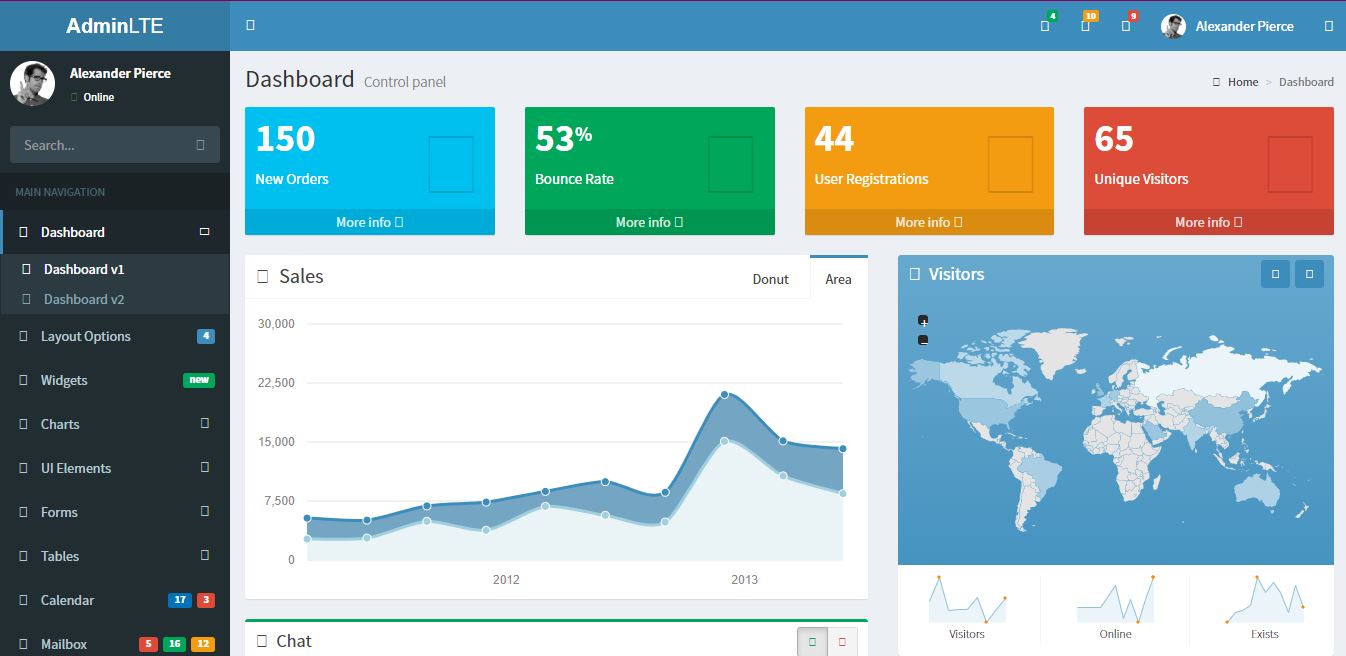 AdminLTE
4
10
9
Alexander Pierce
Alexander Pierce
Online
Search...
MAIN NAVIGATION
Dashboard
Dashboard v1
Dashboard v2
Layout Options 4
Widgets new
Charts
UI Elements
Forms
Tables
Calendar 17 3
Mailbox 5 16 12
Dashboard Control panel
Home > Dashboard
150
New Orders
More info
53%
Bounce Rate
More info
44
User Registrations
More info
65
Unique Visitors
More info
Sales
Donut
Area
30,000
22,500
15,000
7,500
0
2012
2013
Visitors
+
−
Visitors
Online
Exists
Chat